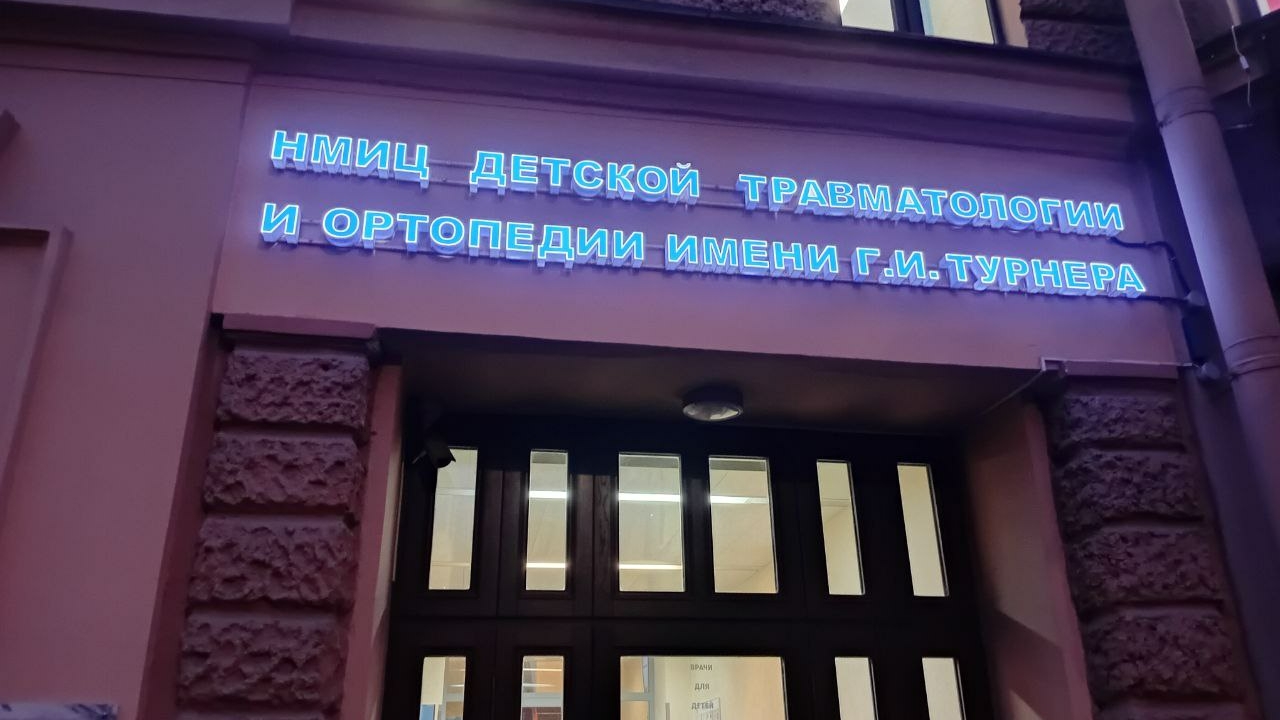 НМИЦ ДЕТСКОЙ ТРАВМАТОЛОГИИ
И ОРТОПЕДИИ ИМЕНИ Г.И. ТУРНЕРА
ВРАЧИ
ДЛЯ
ДЕТЕЙ